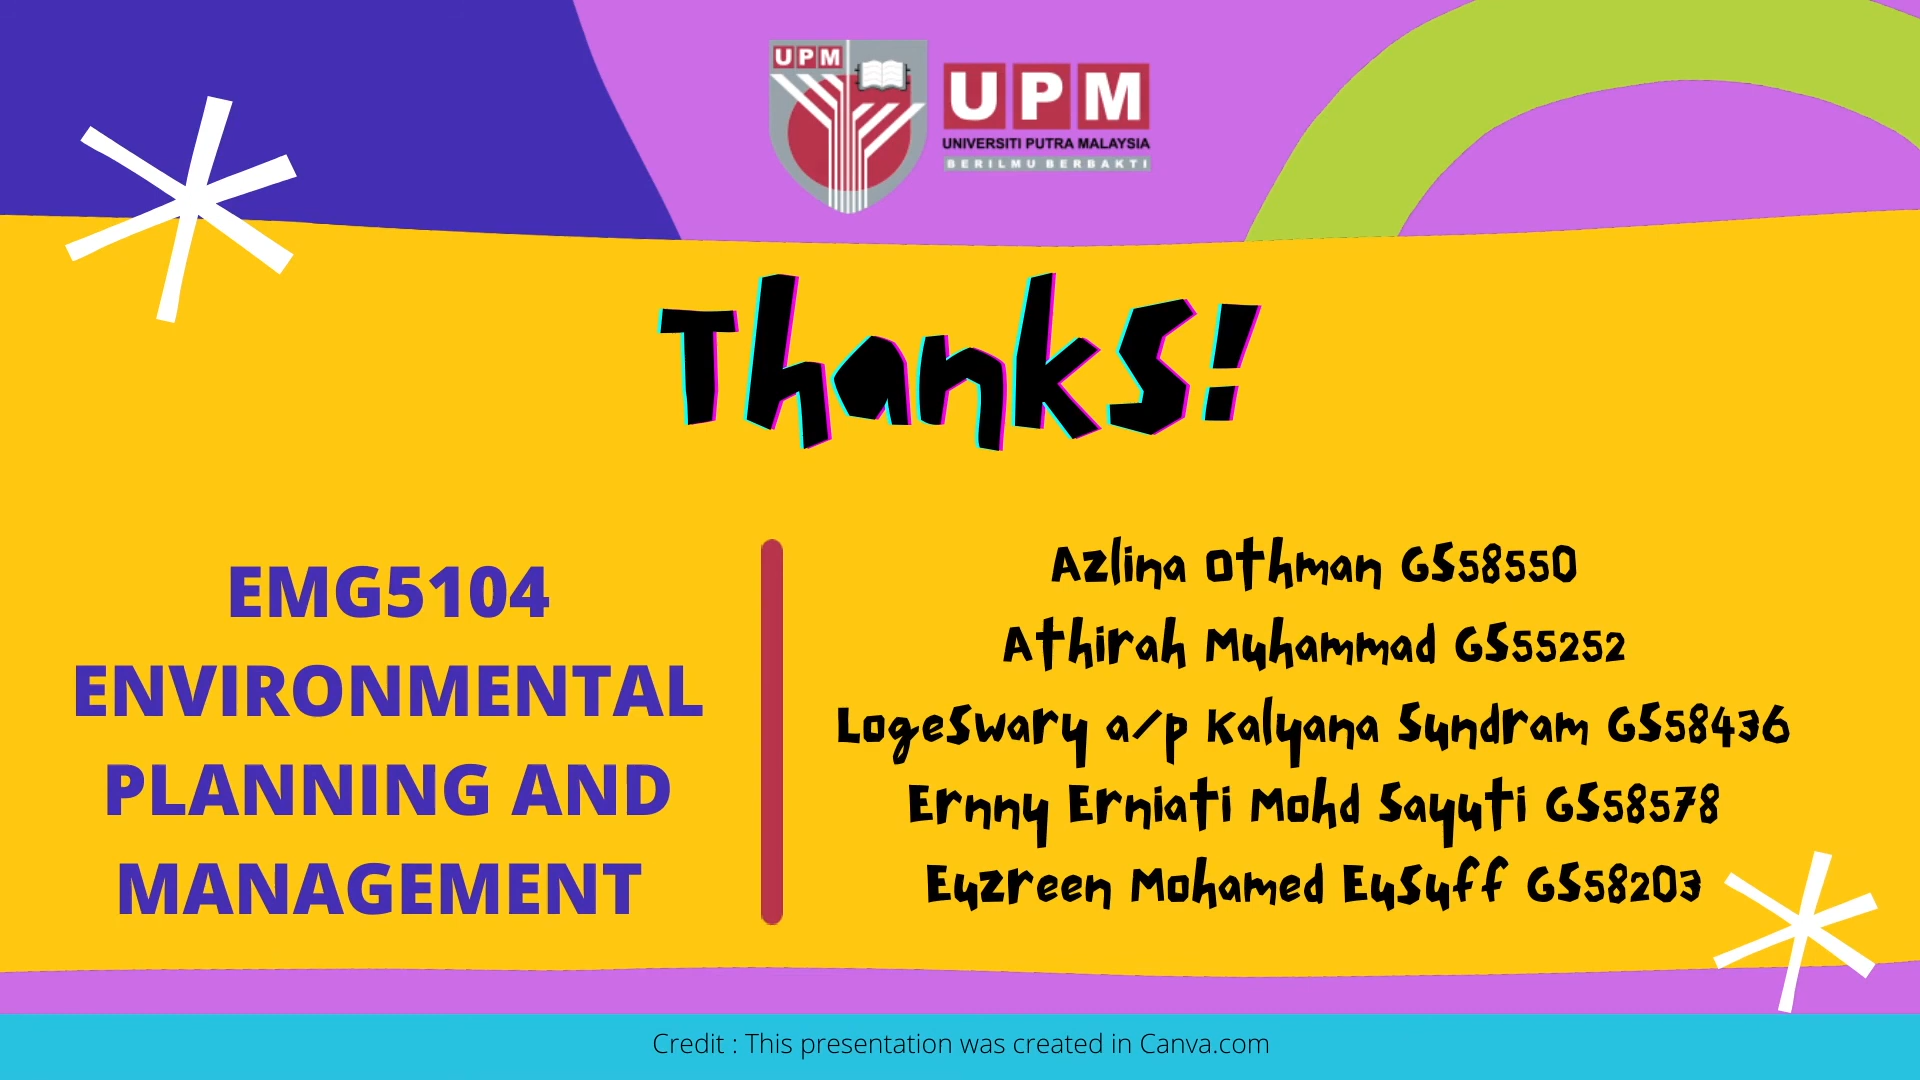 UPM
UPM
UNIVERSITI PUTRA MALAYSIA
BERILMU BERBAKTI
Thanks!
EMG5104
ENVIRONMENTAL
PLANNING AND
MANAGEMENT
Azlina Othman GS58550
Athirah Muhammad GS55252
Logeswary a/p Kalyana Sundram GS58436
Ernny Erniati Mohd Sayuti GS58578
Euzreen Mohamed Eusuff GS58203
Credit : This presentation was created in Canva.com